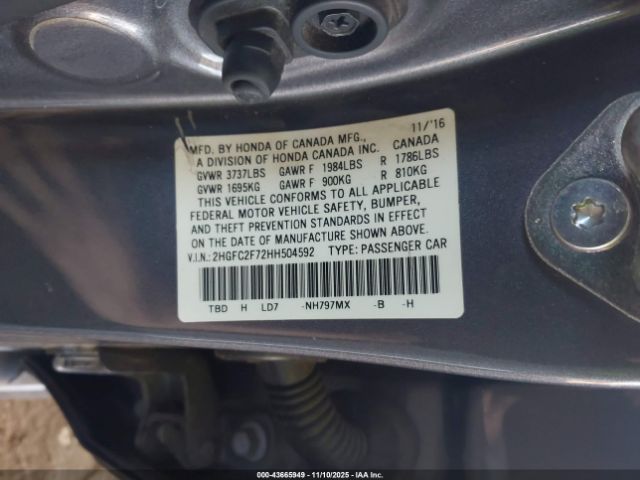 11/'16
MFD. BY HONDA OF CANADA MFG., CANADA
A DIVISION OF HONDA CANADA INC.
GVWR 3737LBS GAWR F 1984LBS R 1786LBS
GVWR 1695KG GAWR F 900KG R 810KG
THIS VEHICLE CONFORMS TO ALL APPLICABLE
FEDERAL MOTOR VEHICLE SAFETY, BUMPER,
AND THEFT PREVENTION STANDARDS IN EFFECT
ON THE DATE OF MANUFACTURE SHOWN ABOVE.
V.I.N.: 2HGFC2F72HH504592 TYPE: PASSENGER CAR
TBD H LD7 -NH797MX -B -H
000-43665949 - 11/10/2025 - IAA Inc.